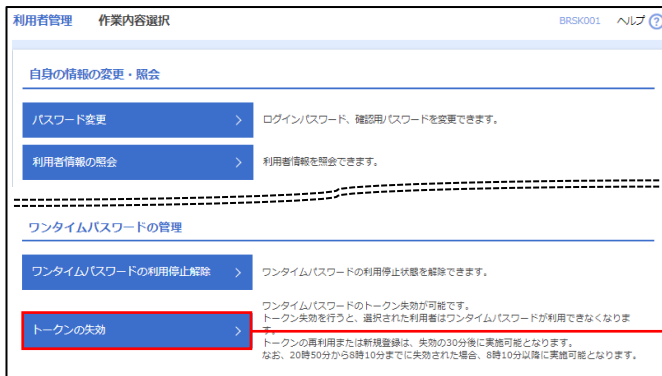 利用者管理 作業内容選択 BRSK001 ヘルプ ?
自身の情報の変更・照会
パスワード変更 > ログインパスワード、確認用パスワードを変更できます。
利用者情報の照会 > 利用者情報を照会できます。
ワンタイムパスワードの管理
ワンタイムパスワードの利用停止解除 > ワンタイムパスワードの利用停止状態を解除できます。
ワンタイムパスワードのトークン失効が可能です。
トークン失効を行うと、選択された利用者はワンタイムパスワードが利用できなくなりま
トークンの失効 > す。
トークンの再利用または新規登録は、失効の30分後に実施可能となります。
なお、20時50分から8時10分までに失効された場合、8時10分以降に実施可能となります。